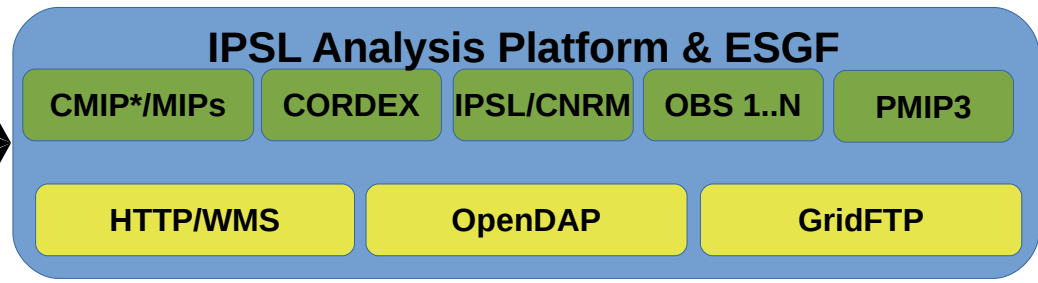 IPSL Analysis Platform & ESGF
CMIP*/MIPs CORDEX IPSL/CNRM OBS 1..N PMIP3
HTTP/WMS OpenDAP GridFTP